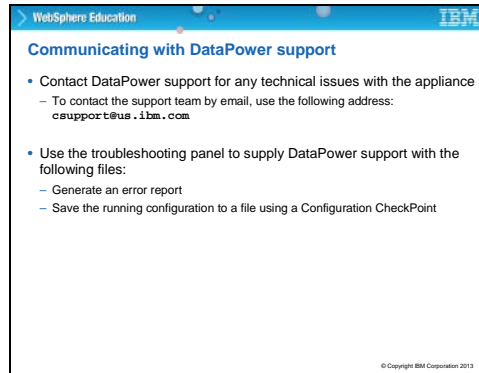 WebSphere Education
IBM
Communicating with DataPower support
• Contact DataPower support for any technical issues with the appliance
– To contact the support team by email, use the following address:
csupport@us.ibm.com
• Use the troubleshooting panel to supply DataPower support with the
following files:
– Generate an error report
– Save the running configuration to a file using a Configuration CheckPoint
© Copyright IBM Corporation 2013